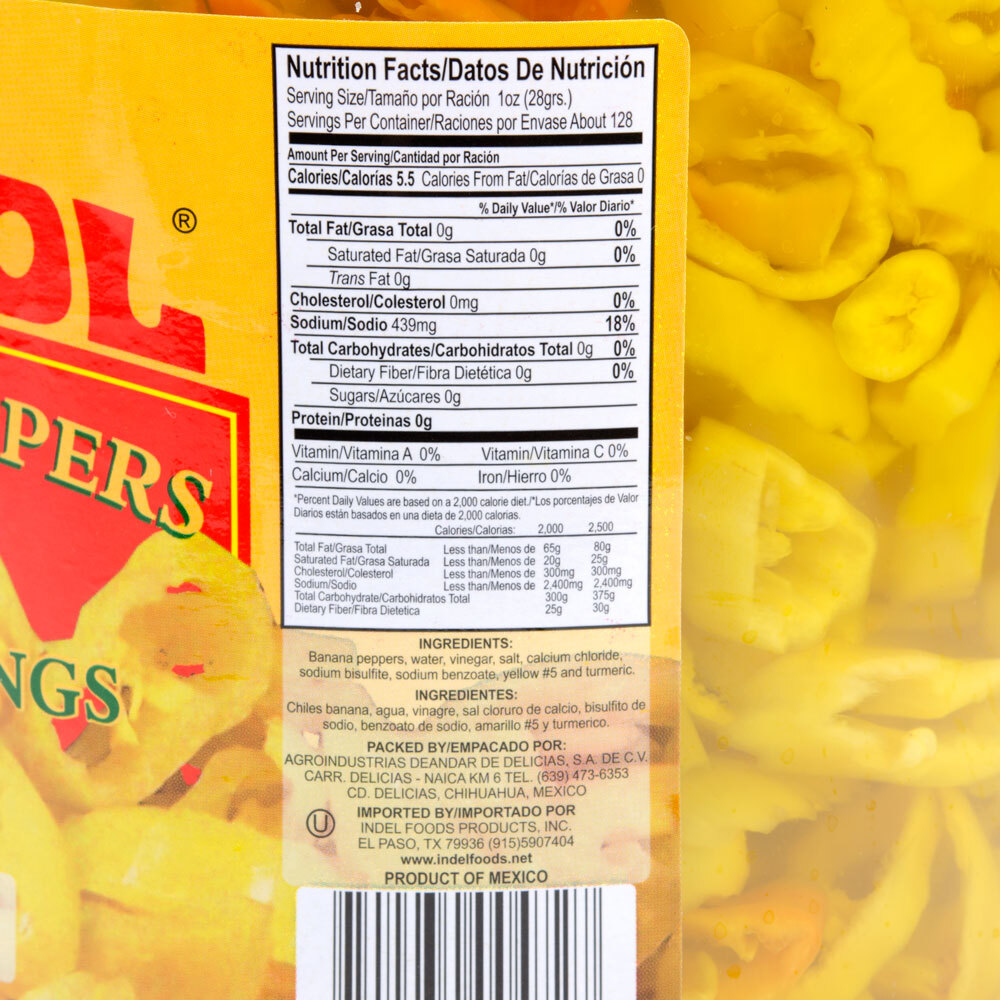 OL ®
PPERS
NGS
Nutrition Facts/Datos De Nutrición
Serving Size/Tamaño por Ración 1oz (28grs.)
Servings Per Container/Raciones por Envase About 128
Amount Per Serving/Cantidad por Ración
Calories/Calorías 5.5 Calories From Fat/Calorías de Grasa 0
% Daily Value*/% Valor Diario*
Total Fat/Grasa Total 0g 0%
Saturated Fat/Grasa Saturada 0g 0%
Trans Fat 0g
Cholesterol/Colesterol 0mg 0%
Sodium/Sodio 439mg 18%
Total Carbohydrates/Carbohidratos Total 0g 0%
Dietary Fiber/Fibra Dietética 0g 0%
Sugars/Azúcares 0g
Protein/Proteinas 0g
Vitamin/Vitamina A 0% Vitamin/Vitamina C 0%
Calcium/Calcio 0% Iron/Hierro 0%
*Percent Daily Values are based on a 2,000 calorie diet./*Los porcentajes de Valor
Diarios están basados en una dieta de 2,000 calorias.
Calories/Calorias: 2,000 2,500
Total Fat/Grasa Total Less than/Menos de 65g 80g
Saturated Fat/Grasa Saturada Less than/Menos de 20g 25g
Cholesterol/Colesterol Less than/Menos de 300mg 300mg
Sodium/Sodio Less than/Menos de 2,400mg 2,400mg
Total Carbohydrate/Carbohidratos Total 300g 375g
Dietary Fiber/Fibra Dietetica 25g 30g
INGREDIENTS:
Banana peppers, water, vinegar, salt, calcium chloride,
sodium bisulfite, sodium benzoate, yellow #5 and turmeric.
INGREDIENTES:
Chiles banana, agua, vinagre, sal cloruro de calcio, bisulfito de
sodio, benzoato de sodio, amarillo #5 y turmerico.
PACKED BY/EMPACADO POR:
AGROINDUSTRIAS DEANDAR DE DELICIAS, S.A. DE C.V.
CARR. DELICIAS - NAICA KM 6 TEL. (639) 473-6353
CD. DELICIAS, CHIHUAHUA, MEXICO
U
IMPORTED BY/IMPORTADO POR
INDEL FOODS PRODUCTS, INC.
EL PASO, TX 79936 (915)5907404
www.indelfoods.net
PRODUCT OF MEXICO